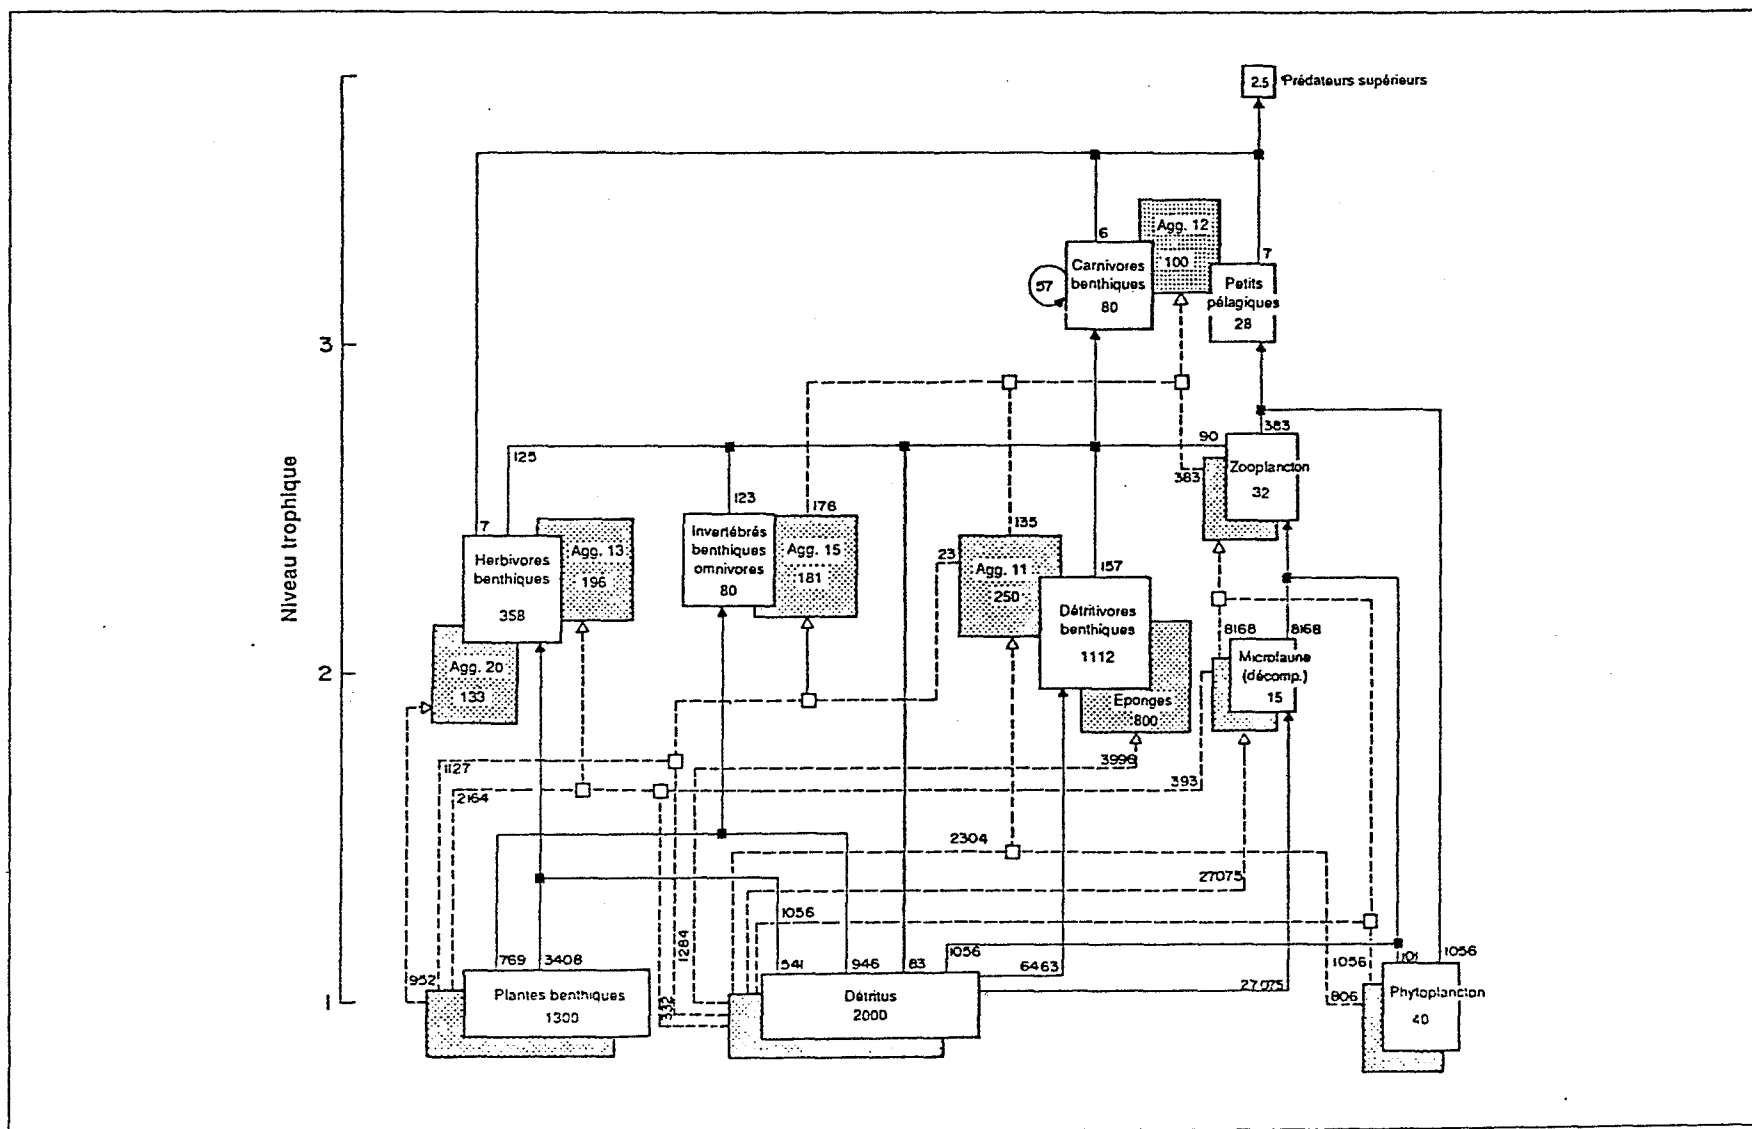 2.5 Prédateurs supérieurs
6
Agg. 12
100
7
Carnivores
benthiques
80
57
Petits
pélagiques
28
3
Niveau trophique
125
90
383
Zooplancton
32
383
123
178
7
135
Herbivores
benthiques
358
Agg. 13
196
Invertébrés
benthiques
omnivores
80
Agg. 15
181
23
Agg. 11
250
157
Détritivores
benthiques
1112
8168
8168
Microfaune
(décomp.)
15
2
Agg. 20
133
Eponges
800
1127
3998
2164
393
2304
27075
1056
1284
769
3408
541
946
83
1056
6463
1056
101
1056
952
332
27075
806
1
Plantes benthiques
1300
Détritus
2000
Phytoplancton
40